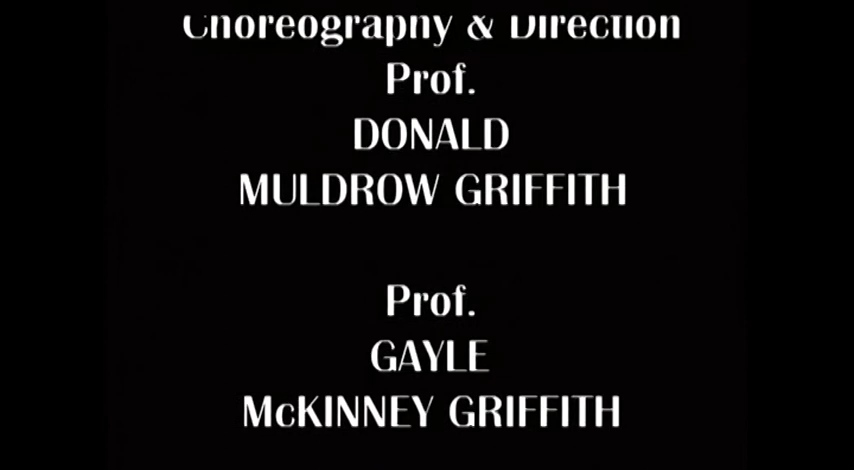 Choreography & Direction
Prof.
DONALD
MULDROW GRIFFITH
Prof.
GAYLE
McKINNEY GRIFFITH